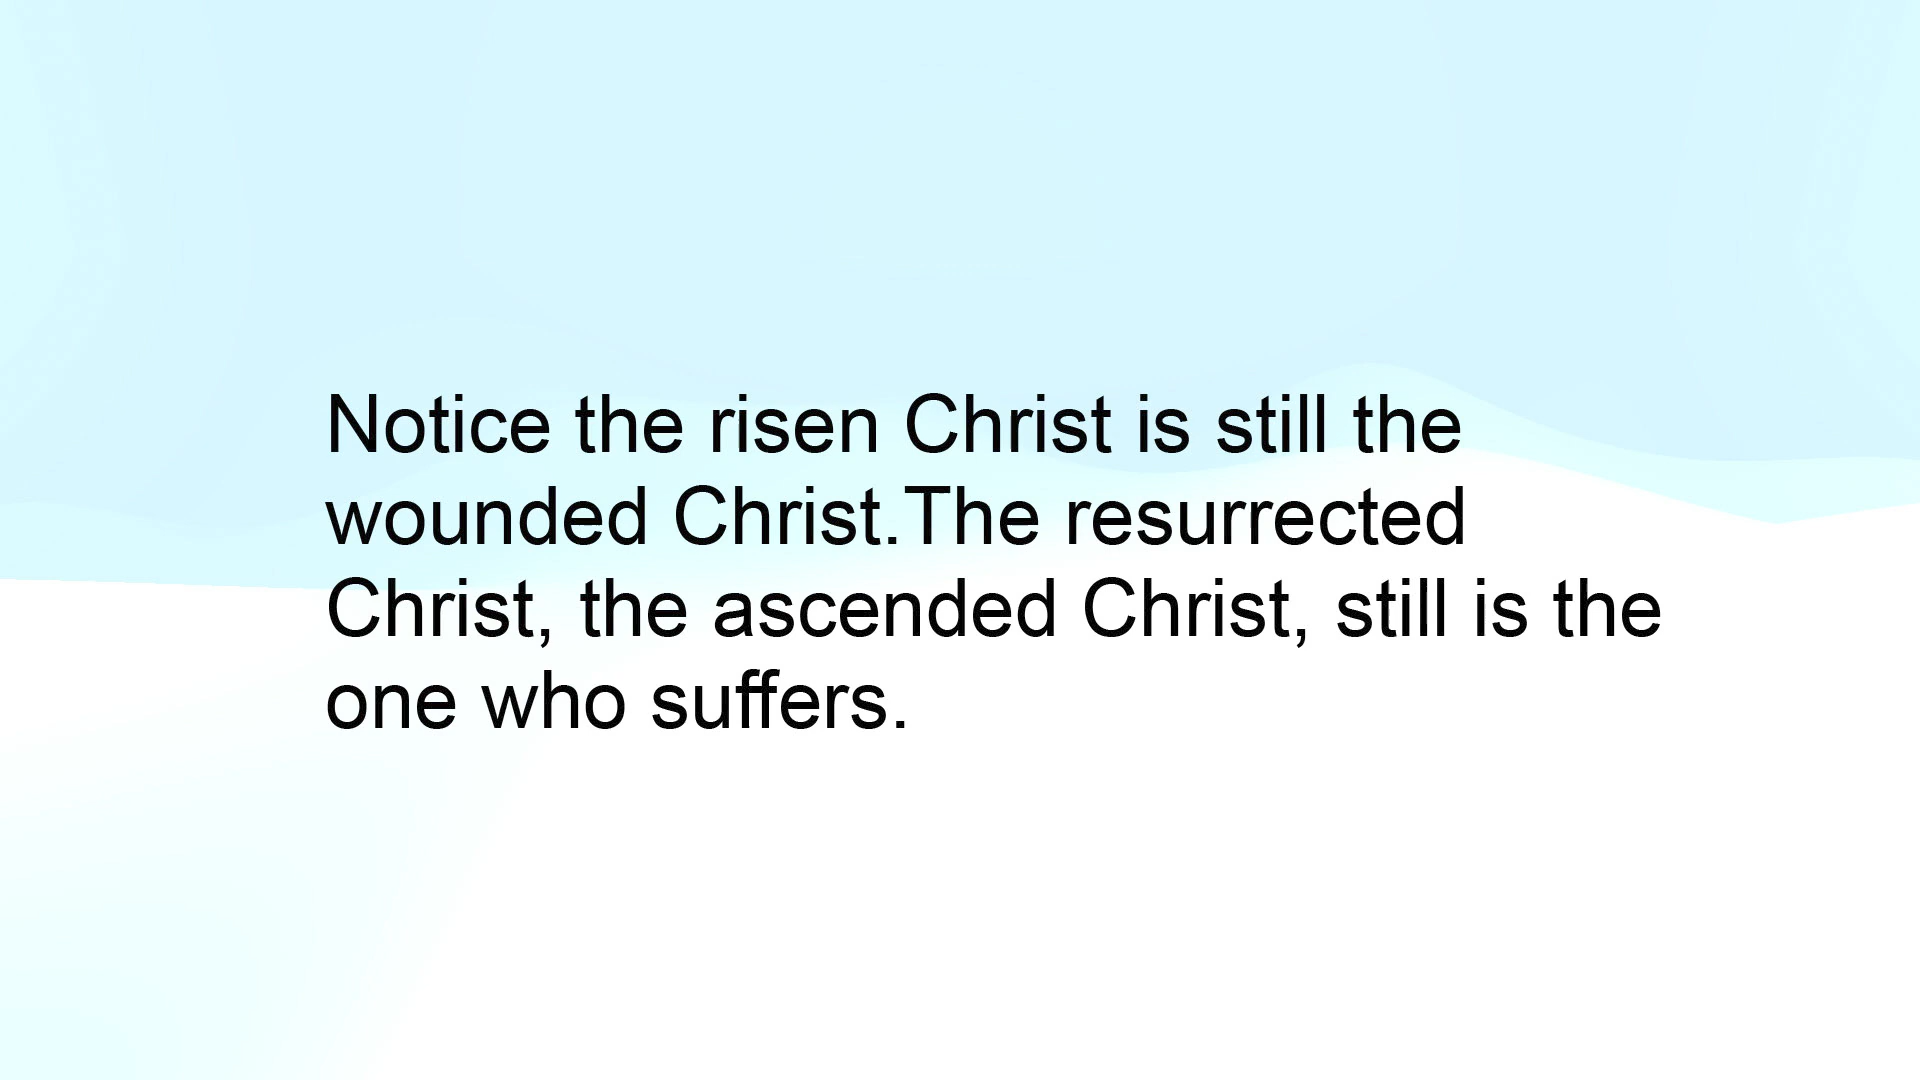 Notice the risen Christ is still the
wounded Christ.The resurrected
Christ, the ascended Christ, still is the
one who suffers.